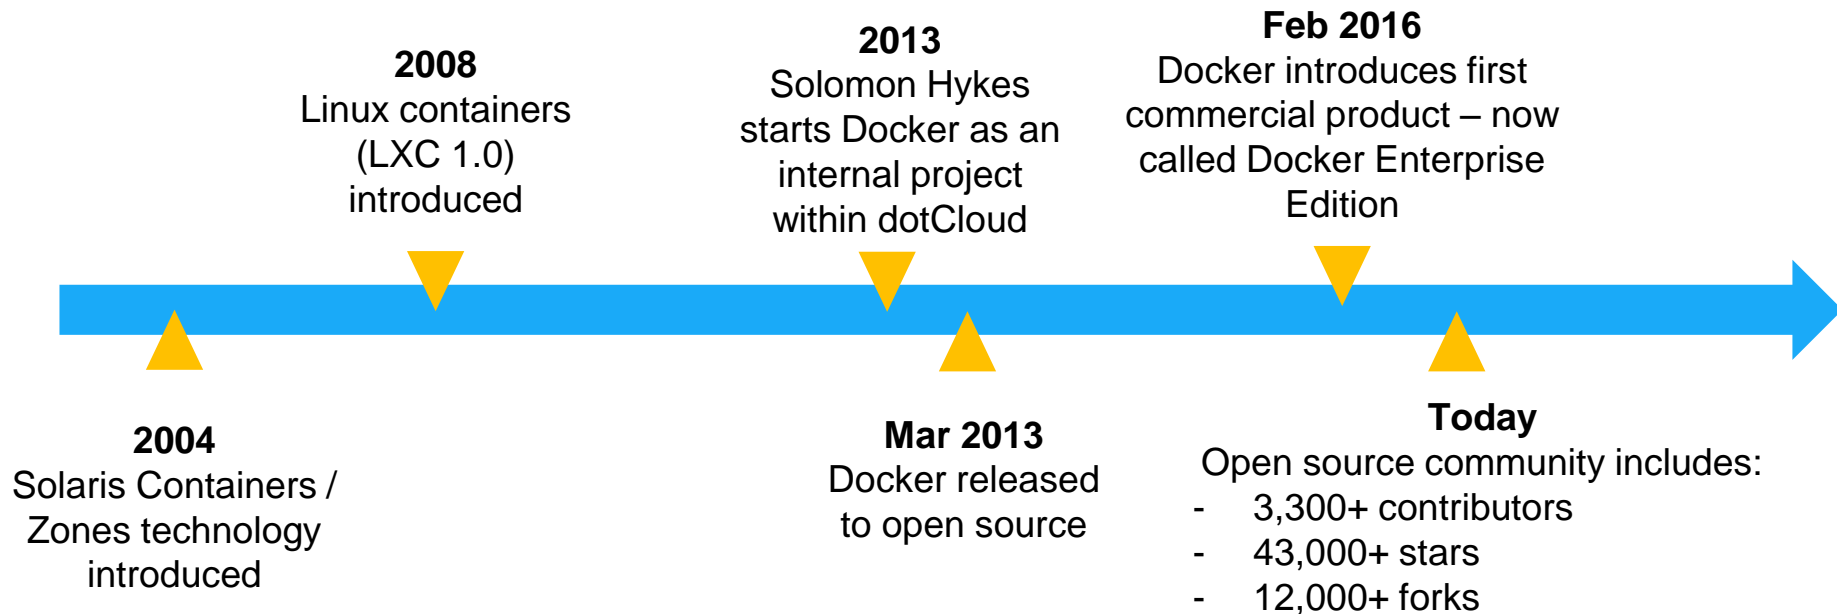 2008
Linux containers
(LXC 1.0)
introduced
2013
Solomon Hykes
starts Docker as an
internal project
within dotCloud
Feb 2016
Docker introduces first
commercial product – now
called Docker Enterprise
Edition
2004
Solaris Containers /
Zones technology
introduced
Mar 2013
Docker released
to open source
Today
Open source community includes:
- 3,300+ contributors
- 43,000+ stars
- 12,000+ forks